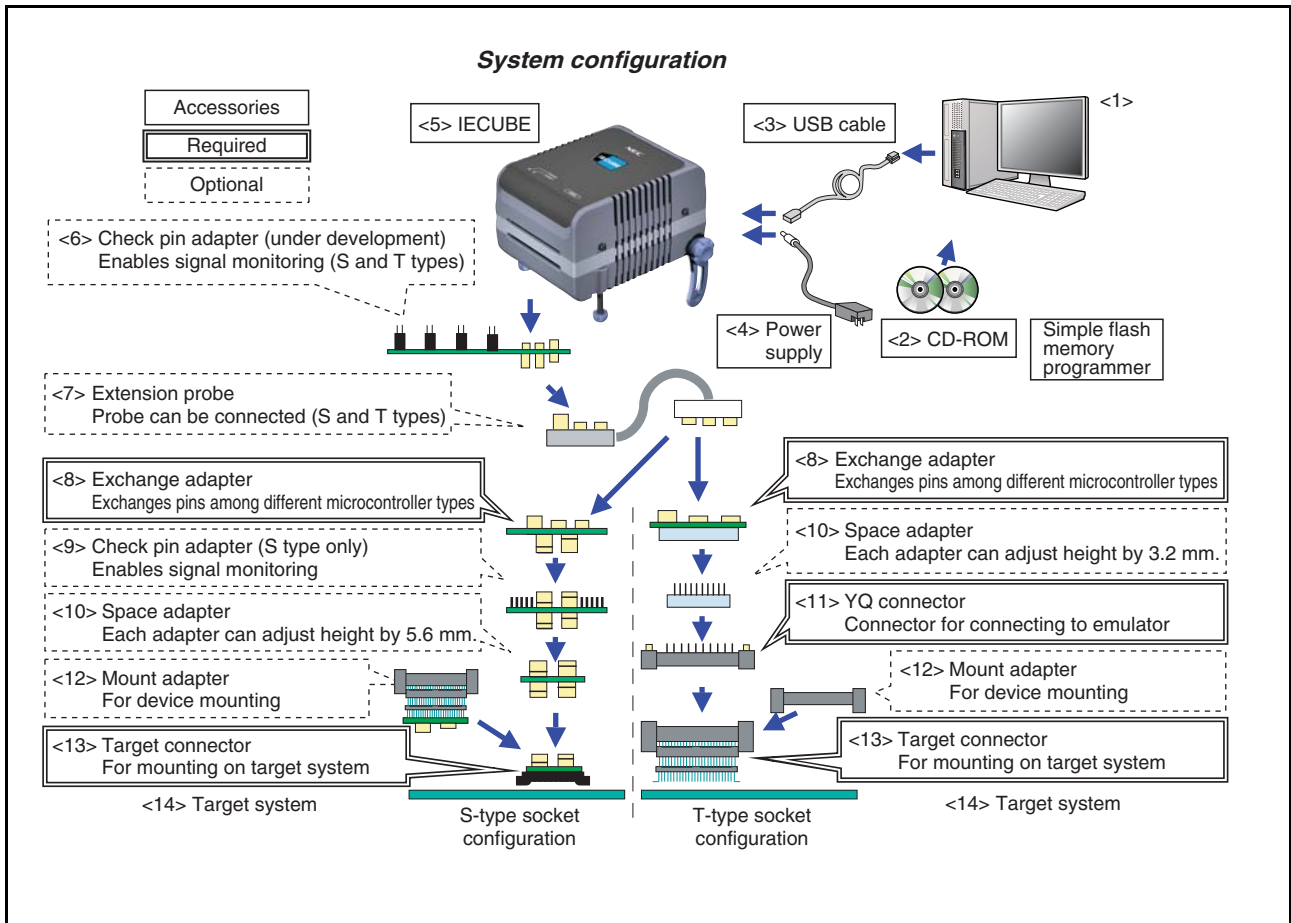 System configuration
Accessories
Required
Optional
<5> IECUBE
<3> USB cable
<1>
NEC
<6> Check pin adapter (under development)
Enables signal monitoring (S and T types)
<4> Power
supply
<2> CD-ROM
Simple flash
memory
programmer
<7> Extension probe
Probe can be connected (S and T types)
<8> Exchange adapter
Exchanges pins among different microcontroller types
<8> Exchange adapter
Exchanges pins among different microcontroller types
<9> Check pin adapter (S type only)
Enables signal monitoring
<10> Space adapter
Each adapter can adjust height by 3.2 mm.
<10> Space adapter
Each adapter can adjust height by 5.6 mm.
<11> YQ connector
Connector for connecting to emulator
<12> Mount adapter
For device mounting
<12> Mount adapter
For device mounting
<13> Target connector
For mounting on target system
<13> Target connector
For mounting on target system
<14> Target system
S-type socket
configuration
T-type socket
configuration
<14> Target system